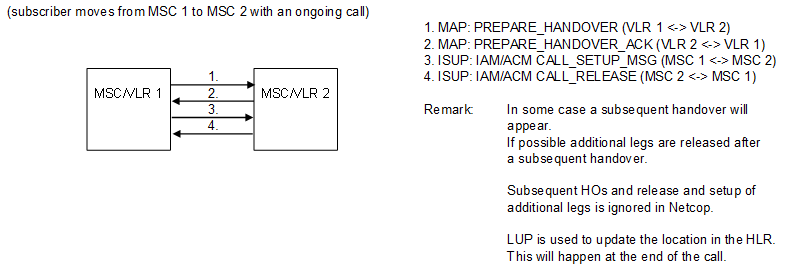 (subscriber moves from MSC 1 to MSC 2 with an ongoing call)
1. MAP: PREPARE_HANDOVER (VLR 1 <-> VLR 2)
2. MAP: PREPARE_HANDOVER_ACK (VLR 2 <-> VLR 1)
3. ISUP: IAM/ACM CALL_SETUP_MSG (MSC 1 <-> MSC 2)
4. ISUP: IAM/ACM CALL_RELEASE (MSC 2 <-> MSC 1)
MSC/VLR 1
1.
2.
3.
4.
MSC/VLR 2
Remark: In some case a subsequent handover will
appear.
If possible additional legs are released after
a subsequent handover.
Subsequent HOs and release and setup of
additional legs is ignored in Netcop.
LUP is used to update the location in the HLR.
This will happen at the end of the call.